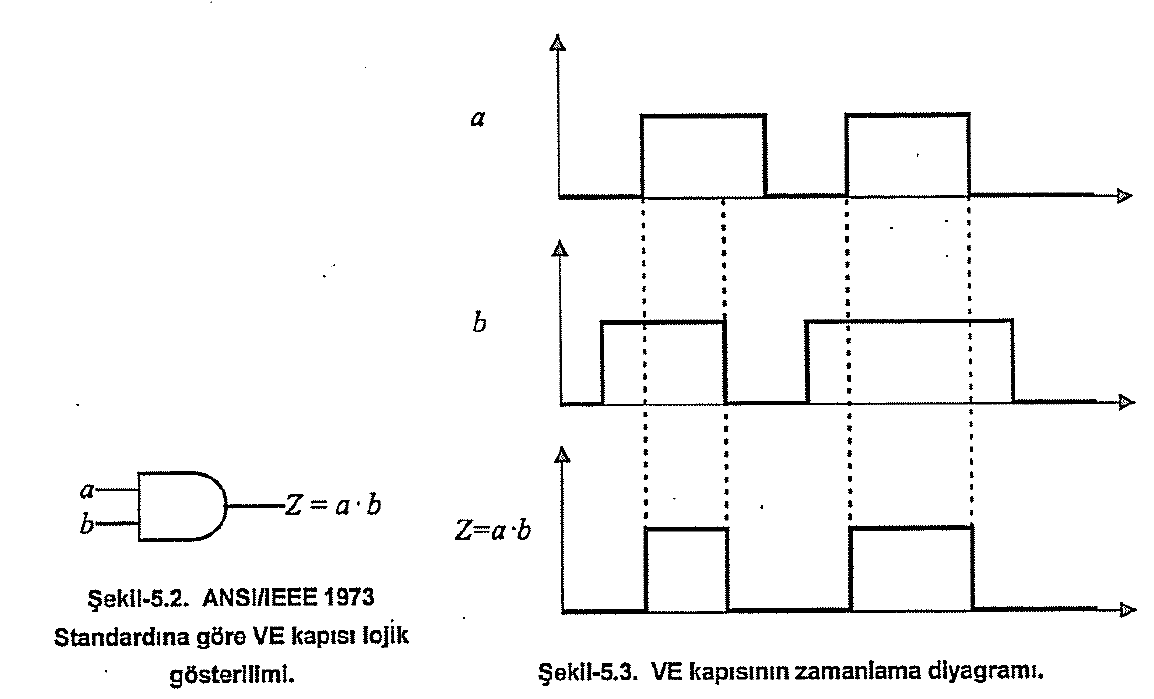 a
b
Z=a·b
a
b
Z = a · b
Şekil-5.2. ANSI/IEEE 1973
Standardına göre VE kapısı lojik
gösterilimi.
Şekil-5.3. VE kapısının zamanlama diyagramı.